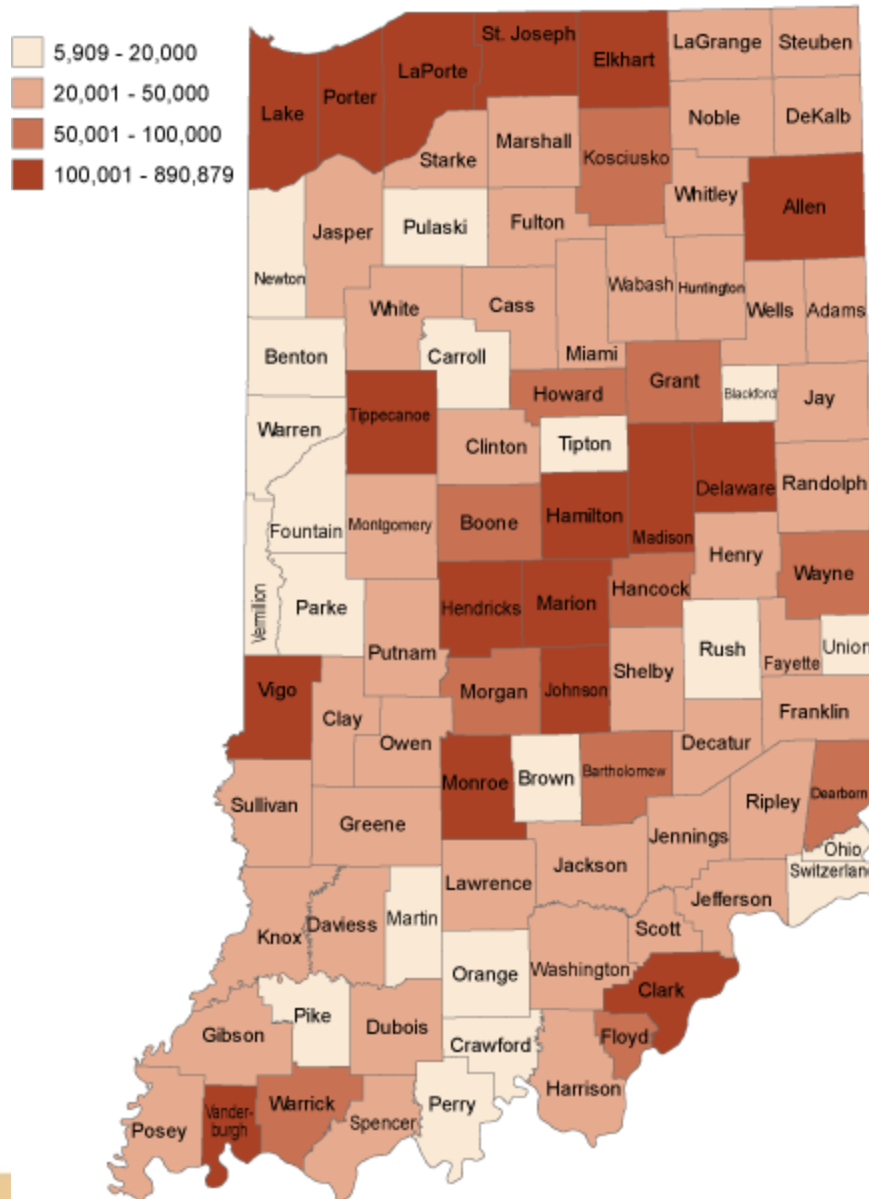 5,909 - 20,000
20,001 - 50,000
50,001 - 100,000
100,001 - 890,879
Lake
Porter
LaPorte
St. Joseph
Elkhart
LaGrange
Steuben
Noble
DeKalb
Starke
Marshall
Kosciusko
Whitley
Allen
Newton
Jasper
Pulaski
Fulton
Wabash
Huntington
Wells
Adams
White
Cass
Miami
Benton
Carroll
Howard
Grant
Blackford
Jay
Warren
Tippecanoe
Clinton
Tipton
Madison
Delaware
Randolph
Fountain
Montgomery
Boone
Hamilton
Henry
Wayne
Vermillion
Parke
Putnam
Hendricks
Marion
Hancock
Rush
Fayette
Union
Vigo
Clay
Owen
Morgan
Johnson
Shelby
Decatur
Franklin
Sullivan
Greene
Monroe
Brown
Bartholomew
Jennings
Ripley
Dearborn
Ohio
Switzerland
Knox
Daviess
Martin
Lawrence
Jackson
Scott
Jefferson
Gibson
Pike
Dubois
Orange
Washington
Clark
Crawford
Floyd
Harrison
Posey
Vander-
burgh
Warrick
Spencer
Perry